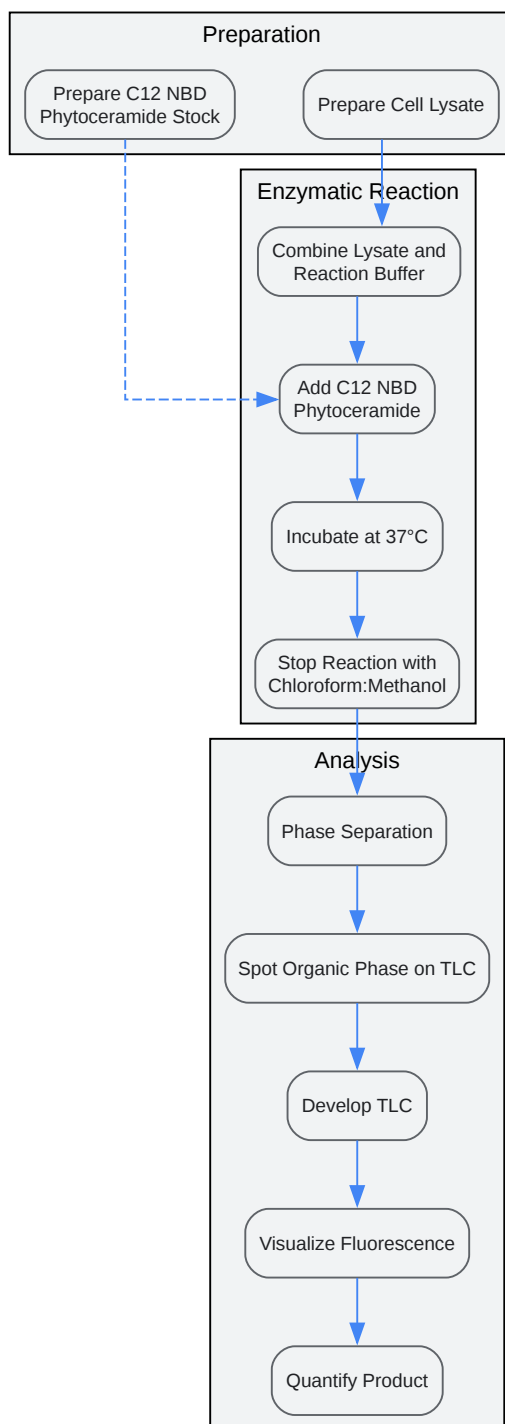 Preparation
Prepare C12 NBD
Phytoceramide Stock
Prepare Cell Lysate
Enzymatic Reaction
Combine Lysate and
Reaction Buffer
Add C12 NBD
Phytoceramide
Incubate at 37°C
Stop Reaction with
Chloroform:Methanol
Analysis
Phase Separation
Spot Organic Phase on TLC
Develop TLC
Visualize Fluorescence
Quantify Product